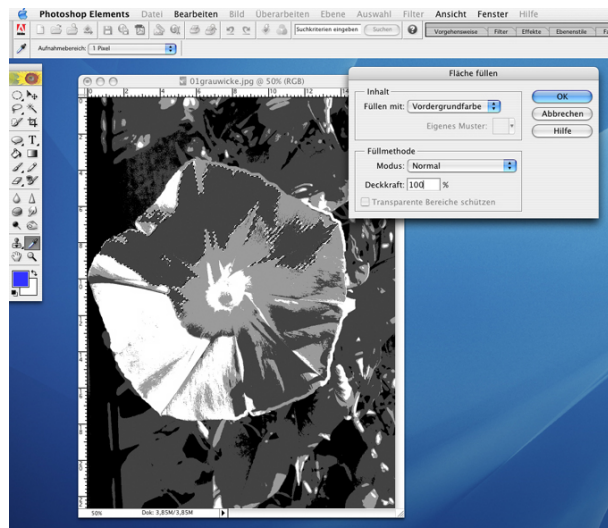 Photoshop Elements Datei Bearbeiten Bild Überarbeiten Ebene Auswahl Filter Ansicht Fenster Hilfe
Suchkriterien eingeben Suchen Vorgehensweise Filter Effekte Ebenenstile
Aufnahmebereich: 1 Pixel
01grauwicke.jpg @ 50% (RGB)
Fläche füllen
Inhalt
Füllen mit: Vordergrundfarbe
Eigenes Muster:
OK
Abbrechen
Hilfe
Füllmethode
Modus: Normal
Deckkraft: 100 %
Transparente Bereiche schützen
50% Dok: 3,85M/3,85M